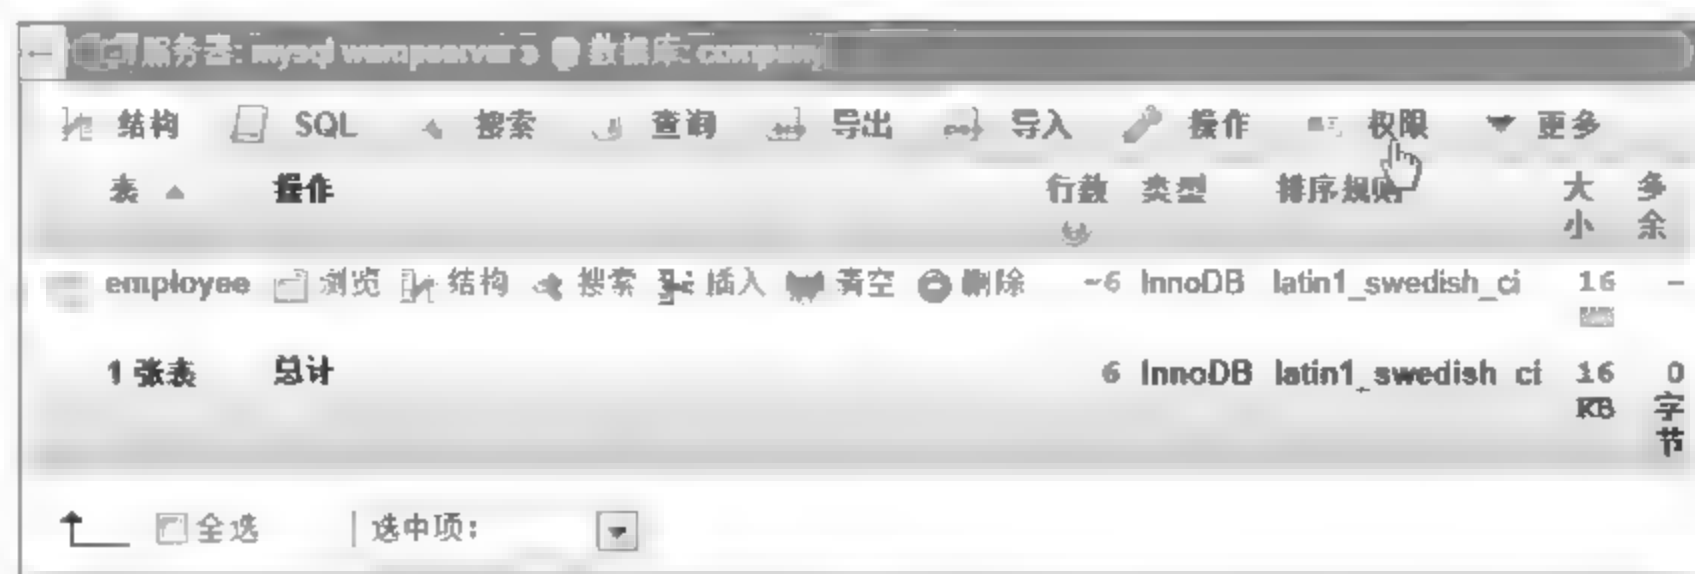 服务器: mysql wampserver » 数据库: company
结构 SQL 搜索 查询 导出 导入 操作 权限 更多
表 操作 行数 类型 排序规则 大小 多余
employee 浏览 结构 搜索 插入 清空 删除 ~6 InnoDB latin1_swedish_ci 16 -
1 张表 总计 6 InnoDB latin1_swedish_ci 16 KB 0 字节
全选 选中项: